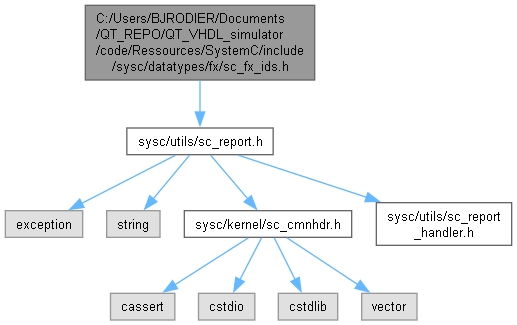 C:/Users/BJRODIER/Documents
/QT_REPO/QT_VHDL_simulator
/code/Ressources/SystemC/include
/sysc/datatypes/fx/sc_fx_ids.h
sysc/utils/sc_report.h
exception
string
sysc/kernel/sc_cmnhdr.h
sysc/utils/sc_report
_handler.h
cassert
cstdio
cstdlib
vector